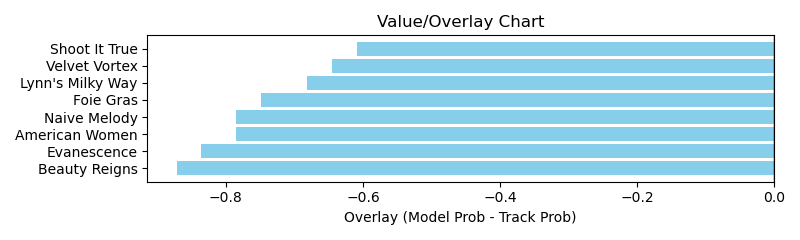 Value/Overlay Chart
Shoot It True
Velvet Vortex
Lynn's Milky Way
Foie Gras
Naive Melody
American Women
Evanescence
Beauty Reigns
−0.8 −0.6 −0.4 −0.2 0.0
Overlay (Model Prob - Track Prob)